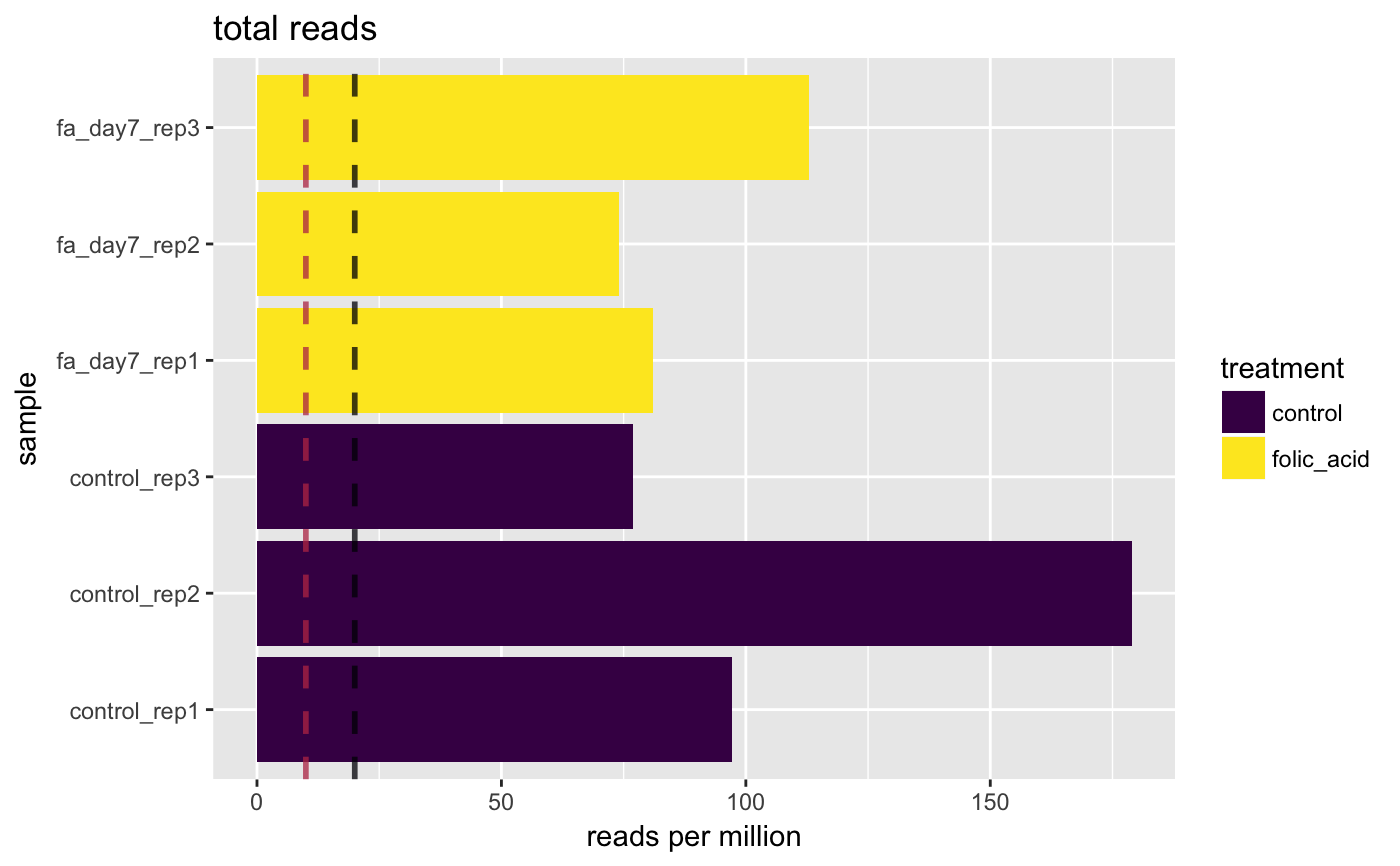 total reads
fa_day7_rep3
fa_day7_rep2
fa_day7_rep1
control_rep3
control_rep2
control_rep1
sample
0 50 100 150
reads per million
treatment
control
folic_acid